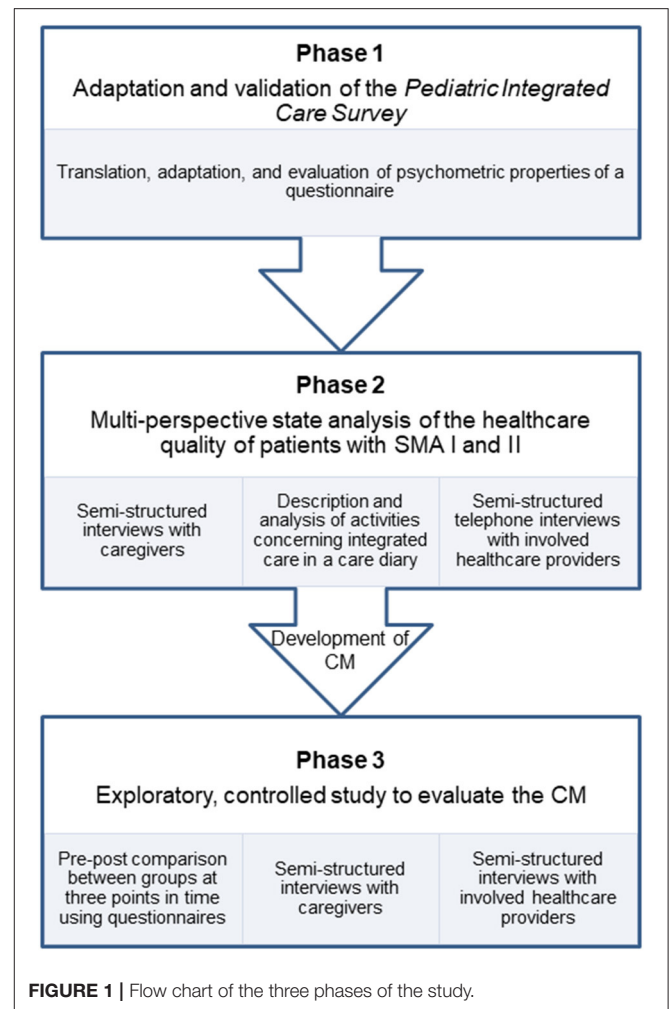 Phase 1
Adaptation and validation of the Pediatric Integrated
Care Survey
Translation, adaptation, and evaluation of psychometric properties of a
questionnaire
Phase 2
Multi-perspective state analysis of the healthcare
quality of patients with SMA I and II
Semi-structured
interviews with
caregivers
Description and
analysis of activities
concerning integrated
care in a care diary
Semi-structured
telephone interviews
with involved
healthcare providers
Development of
CM
Phase 3
Exploratory, controlled study to evaluate the CM
Pre-post comparison
between groups at
three points in time
using questionnaires
Semi-structured
interviews with
caregivers
Semi-structured
interviews with
involved healthcare
providers
FIGURE 1 | Flow chart of the three phases of the study.